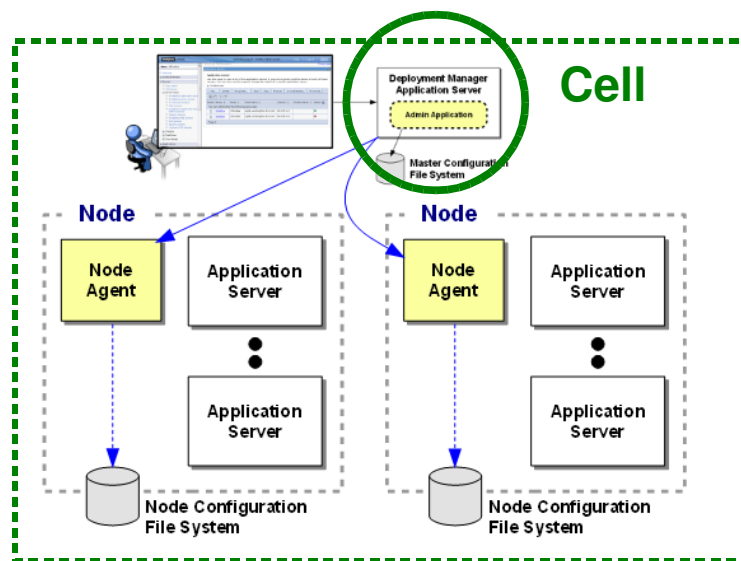 Cell
Deployment Manager
Application Server
Admin Application
Master Configuration
File System
Node
Node
Node
Agent
Application
Server
Node
Agent
Application
Server
Application
Server
Application
Server
Node Configuration
File System
Node Configuration
File System